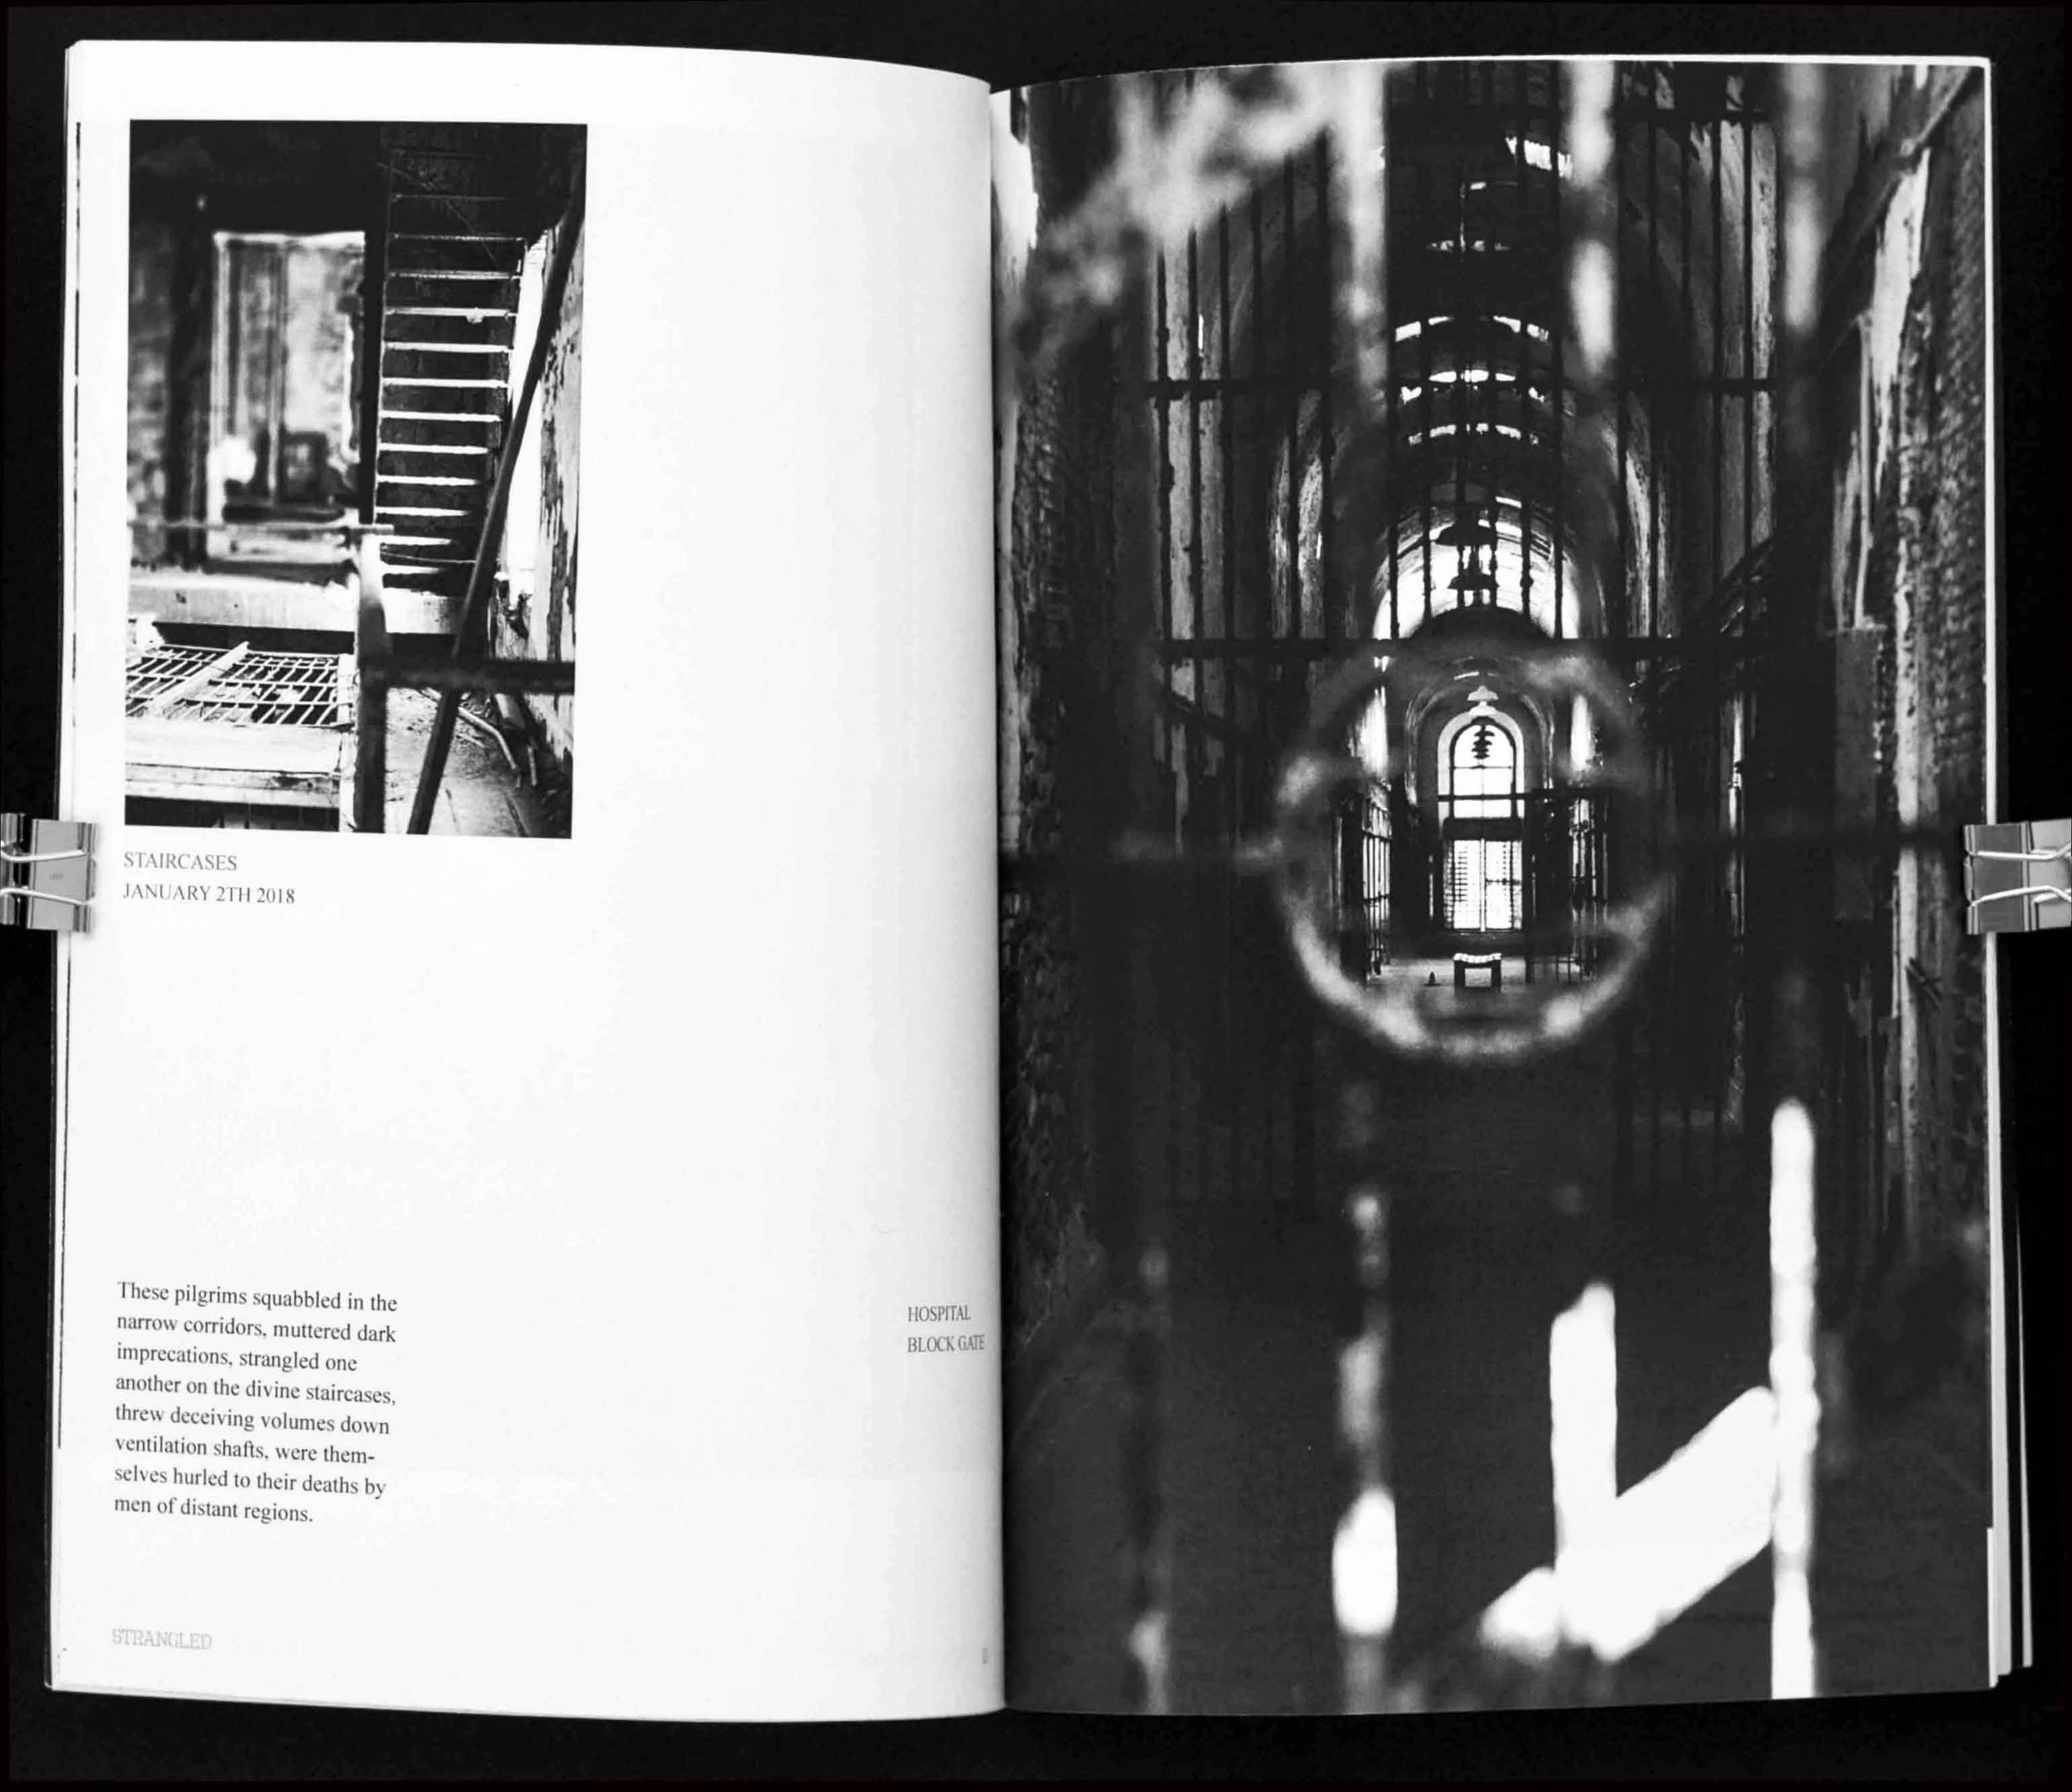 STAIRCASES
JANUARY 2TH 2018
These pilgrims squabbled in the
narrow corridors, muttered dark
imprecations, strangled one
another on the divine staircases,
threw deceiving volumes down
ventilation shafts, were them-
selves hurled to their deaths by
men of distant regions.
HOSPITAL
BLOCK GATE
STRANGLED